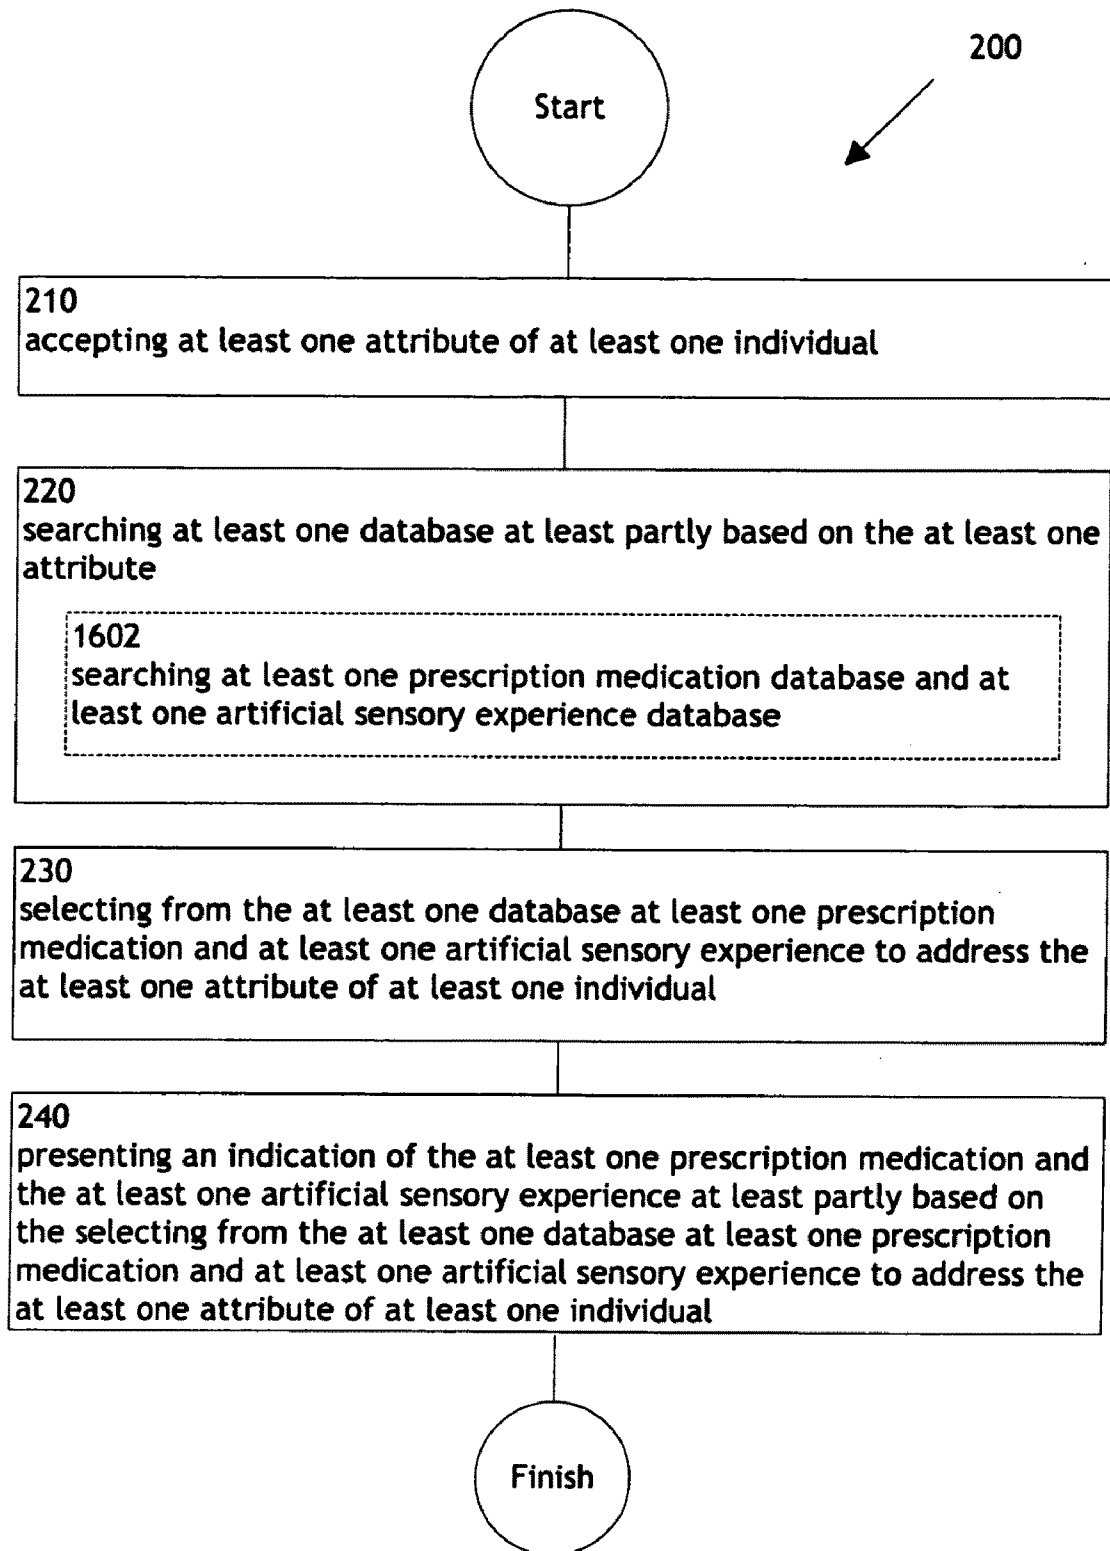 Start
200
210
accepting at least one attribute of at least one individual
220
searching at least one database at least partly based on the at least one
attribute
1602
searching at least one prescription medication database and at
least one artificial sensory experience database
230
selecting from the at least one database at least one prescription
medication and at least one artificial sensory experience to address the
at least one attribute of at least one individual
240
presenting an indication of the at least one prescription medication and
the at least one artificial sensory experience at least partly based on
the selecting from the at least one database at least one prescription
medication and at least one artificial sensory experience to address the
at least one attribute of at least one individual
Finish